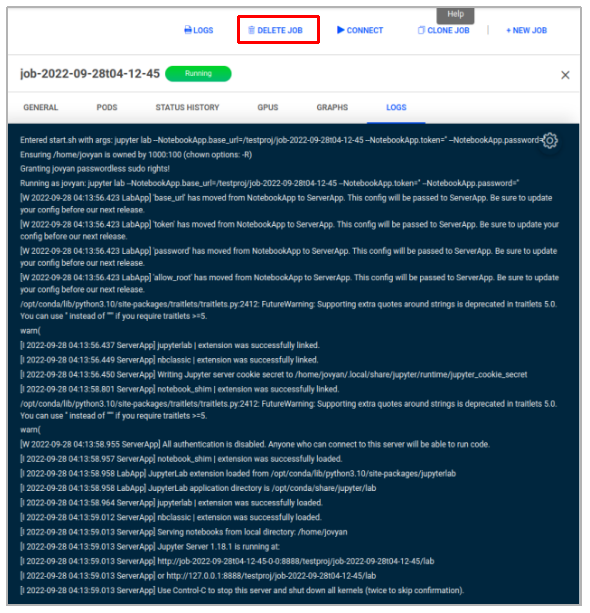 Help
LOGS
DELETE JOB
CONNECT
CLONE JOB
+ NEW JOB
job-2022-09-28t04-12-45
Running
GENERAL
PODS
STATUS HISTORY
GPUS
GRAPHS
LOGS
Entered start.sh with args: jupyter lab --NotebookApp.base_url=/testproj/job-2022-09-28t04-12-45 --NotebookApp.token='' --NotebookApp.password=
Ensuring /home/jovyan is owned by 1000:100 (chown options: -R)
Granting jovyan passwordless sudo rights!
Running as jovyan: jupyter lab --NotebookApp.base_url=/testproj/job-2022-09-28t04-12-45 --NotebookApp.token='' --NotebookApp.password=''
[W 2022-09-28 04:13:56.423 LabApp] 'base_url' has moved from NotebookApp to ServerApp. This config will be passed to ServerApp. Be sure to update
your config before our next release.
[W 2022-09-28 04:13:56.423 LabApp] 'token' has moved from NotebookApp to ServerApp. This config will be passed to ServerApp. Be sure to update your
config before our next release.
[W 2022-09-28 04:13:56.423 LabApp] 'password' has moved from NotebookApp to ServerApp. This config will be passed to ServerApp. Be sure to update
your config before our next release.
[W 2022-09-28 04:13:56.423 LabApp] 'allow_root' has moved from NotebookApp to ServerApp. This config will be passed to ServerApp. Be sure to update
your config before our next release.
/opt/conda/lib/python3.10/site-packages/traitlets/traitlets.py:2412: FutureWarning: Supporting extra quotes around strings is deprecated in traitlets 5.0.
You can use '' instead of "''" if you require traitlets >=5.
warn(
[I 2022-09-28 04:13:56.437 ServerApp] jupyterlab | extension was successfully linked.
[I 2022-09-28 04:13:56.449 ServerApp] nbclassic | extension was successfully linked.
[I 2022-09-28 04:13:56.450 ServerApp] Writing Jupyter server cookie secret to /home/jovyan/.local/share/jupyter/runtime/jupyter_cookie_secret
[I 2022-09-28 04:13:58.801 ServerApp] notebook_shim | extension was successfully linked.
/opt/conda/lib/python3.10/site-packages/traitlets/traitlets.py:2412: FutureWarning: Supporting extra quotes around strings is deprecated in traitlets 5.0.
You can use '' instead of "''" if you require traitlets >=5.
warn(
[W 2022-09-28 04:13:58.955 ServerApp] All authentication is disabled. Anyone who can connect to this server will be able to run code.
[I 2022-09-28 04:13:58.957 ServerApp] notebook_shim | extension was successfully loaded.
[I 2022-09-28 04:13:58.958 LabApp] JupyterLab extension loaded from /opt/conda/lib/python3.10/site-packages/jupyterlab
[I 2022-09-28 04:13:58.958 LabApp] JupyterLab application directory is /opt/conda/share/jupyter/lab
[I 2022-09-28 04:13:58.964 ServerApp] jupyterlab | extension was successfully loaded.
[I 2022-09-28 04:13:59.012 ServerApp] nbclassic | extension was successfully loaded.
[I 2022-09-28 04:13:59.013 ServerApp] Serving notebooks from local directory: /home/jovyan
[I 2022-09-28 04:13:59.013 ServerApp] Jupyter Server 1.18.1 is running at:
[I 2022-09-28 04:13:59.013 ServerApp] http://job-2022-09-28t04-12-45-0-0:8888/testproj/job-2022-09-28t04-12-45/lab
[I 2022-09-28 04:13:59.013 ServerApp] or http://127.0.0.1:8888/testproj/job-2022-09-28t04-12-45/lab
[I 2022-09-28 04:13:59.013 ServerApp] Use Control-C to stop this server and shut down all kernels (twice to skip confirmation).